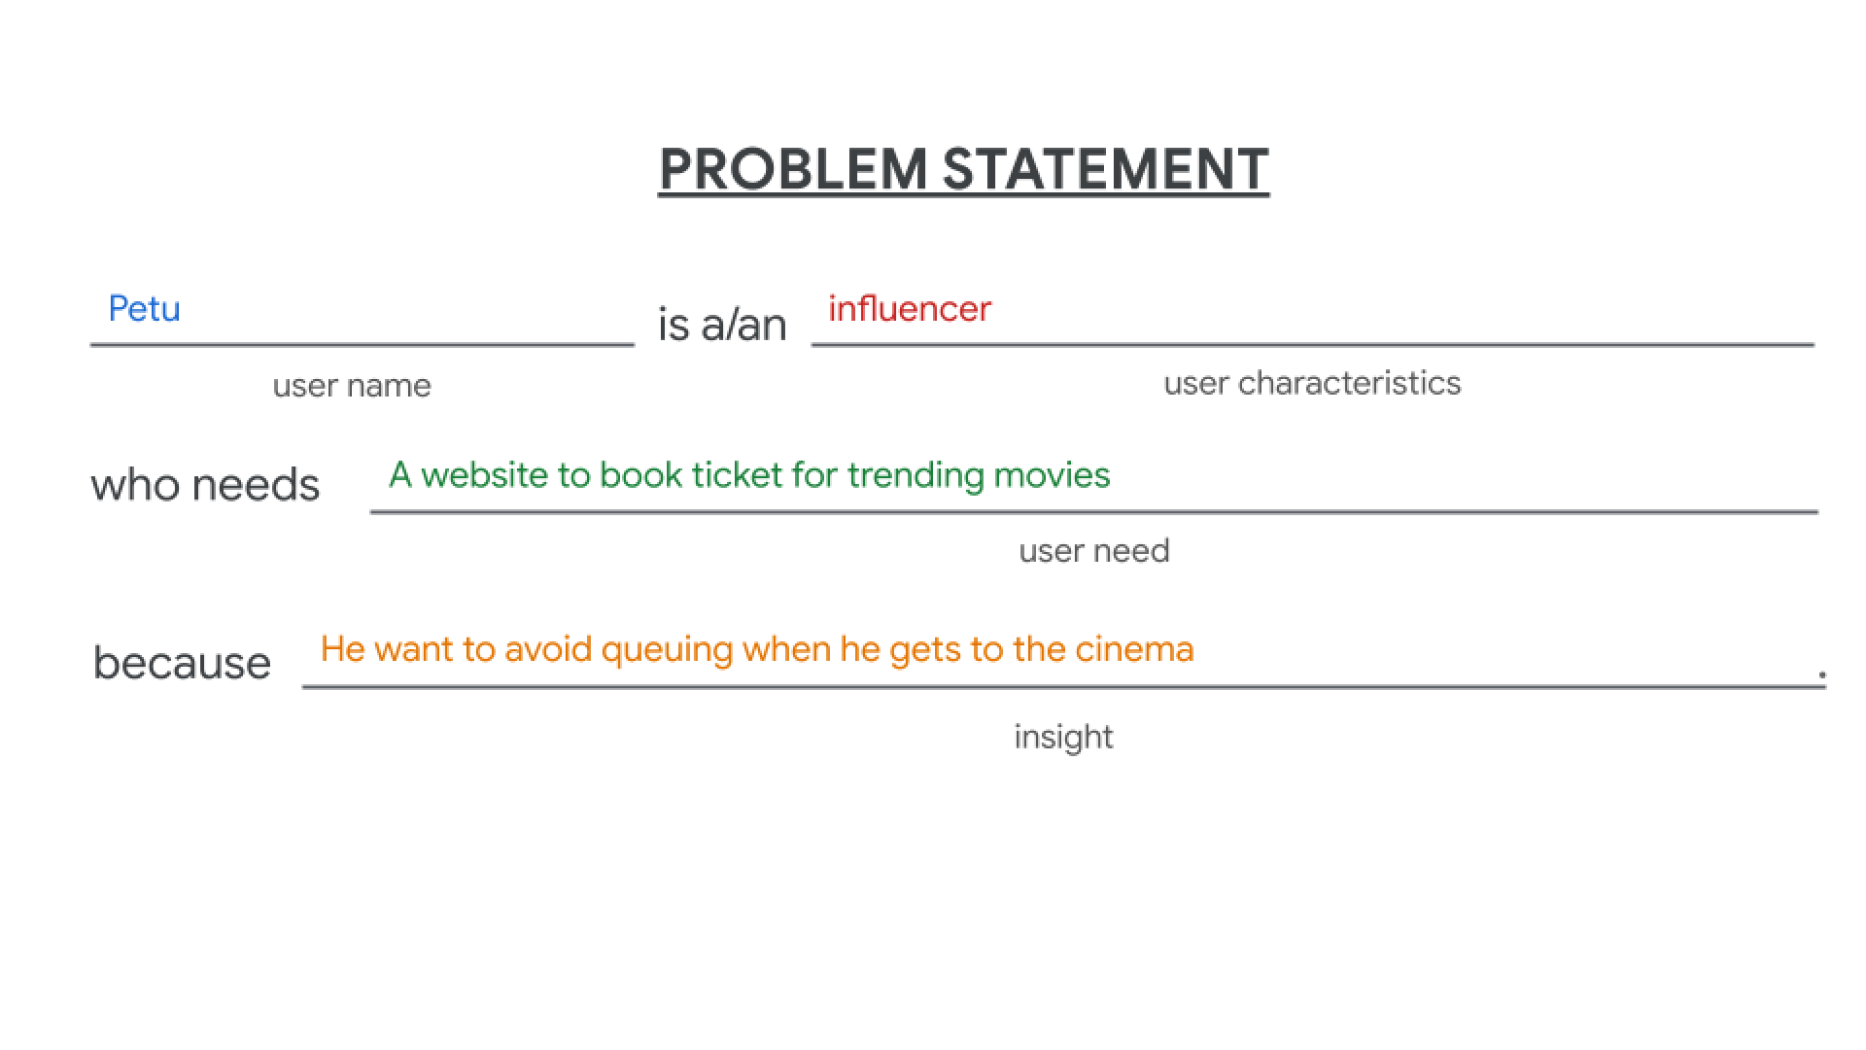 PROBLEM STATEMENT
Petu is a/an influencer
user name user characteristics
who needs A website to book ticket for trending movies
user need
because He want to avoid queuing when he gets to the cinema .
insight